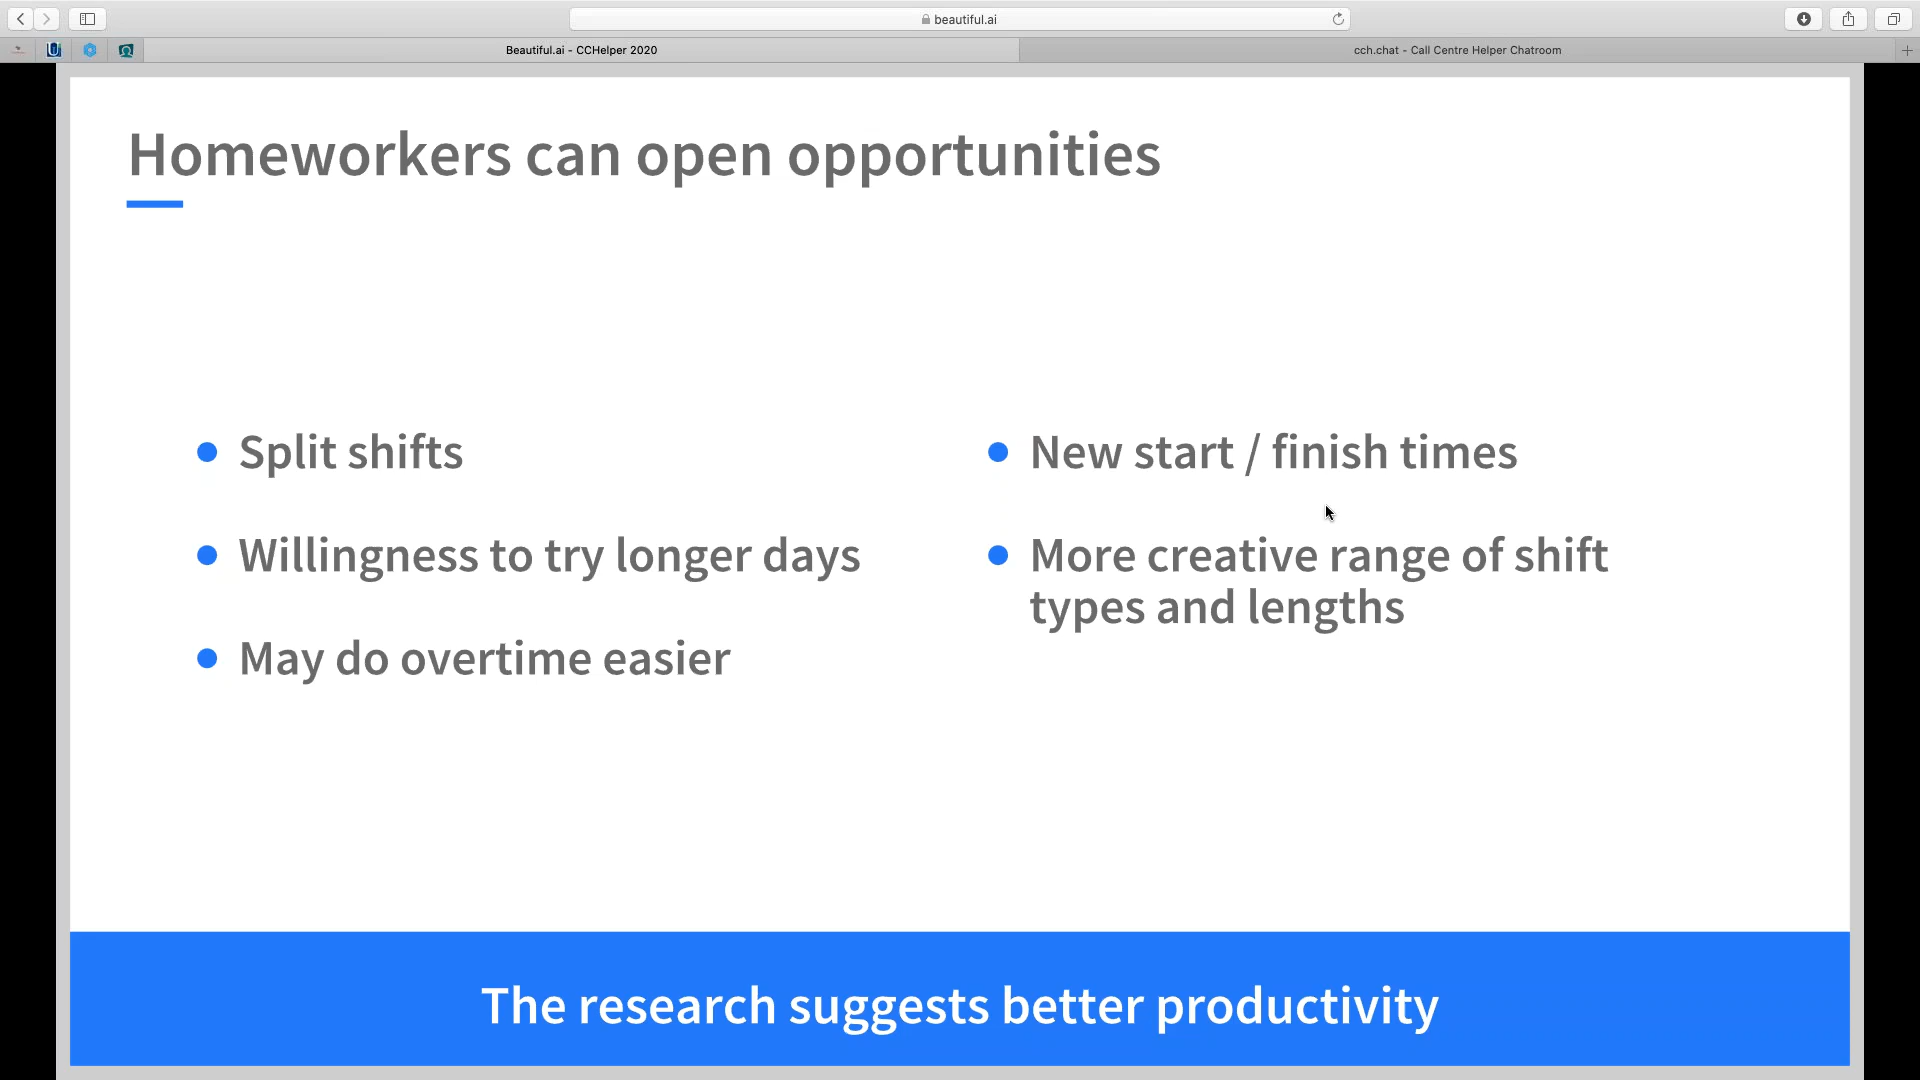 beautiful.ai
Beautiful.ai - CCHelper 2020
cch.chat - Call Centre Helper Chatroom
Homeworkers can open opportunities
Split shifts
Willingness to try longer days
May do overtime easier
New start / finish times
More creative range of shift
types and lengths
The research suggests better productivity